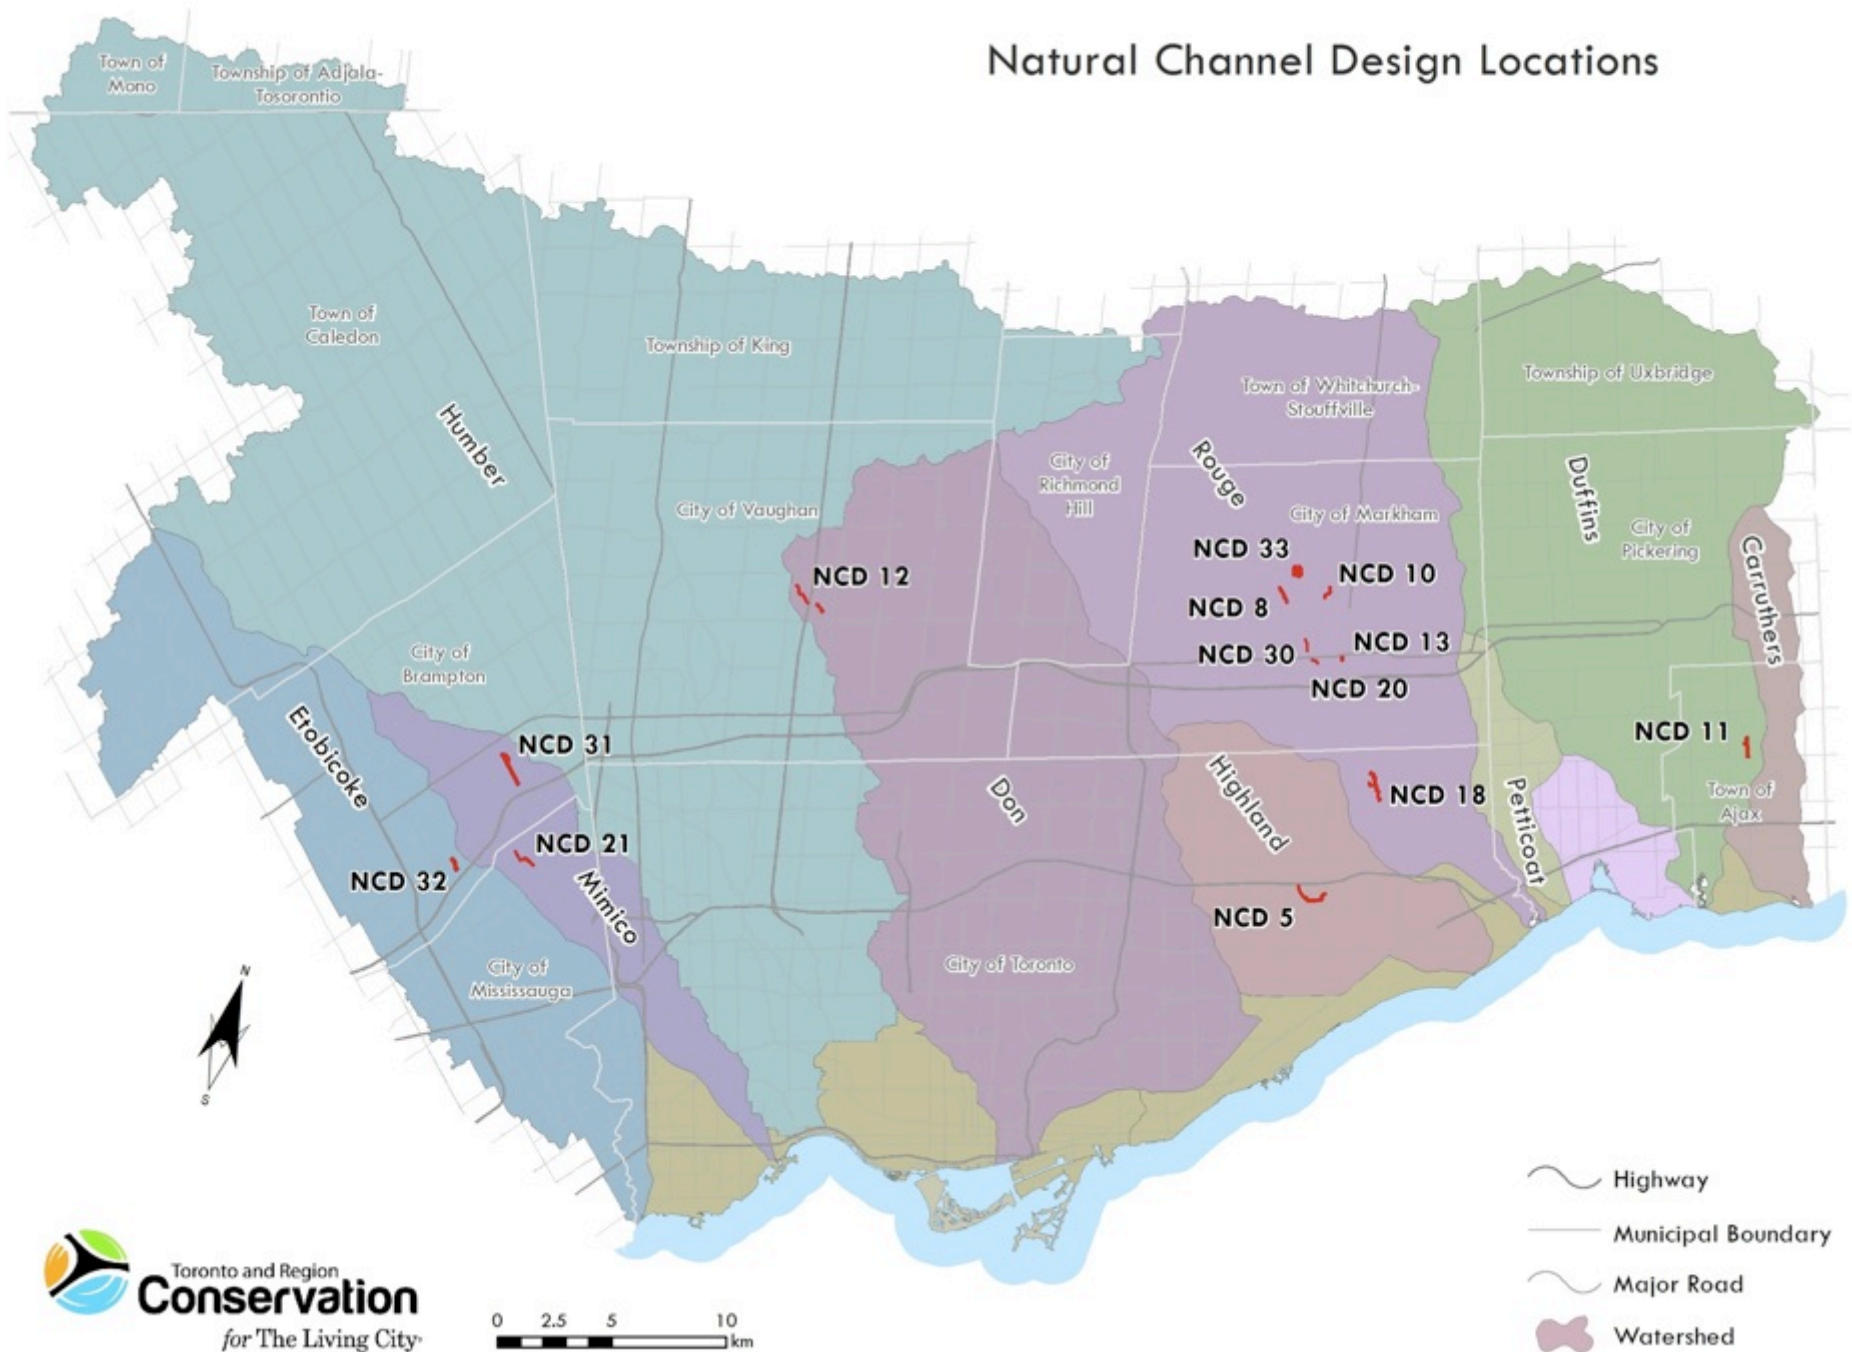 Natural Channel Design Locations
Town of
Mono
Township of Adjala-
Tosorontio
Town of
Caledon
Township of King
Humber
Town of Whitchurch-
Stouffville
Township of Uxbridge
City of
Richmond
Hill
Rouge
City of Vaughan
City of Markham
Duffins
City of
Pickering
Carruthers
NCD 33
NCD 12
NCD 10
NCD 8
City of
Brampton
NCD 30
NCD 13
NCD 20
Etobicoke
NCD 31
NCD 11
Don
Highland
NCD 18
Petticoat
Town of
Ajax
NCD 21
NCD 32
Mimico
NCD 5
City of
Mississauga
City of Toronto
N
S
Highway
Municipal Boundary
Major Road
Watershed
Toronto and Region
Conservation
for The Living City
0 2.5 5 10
km